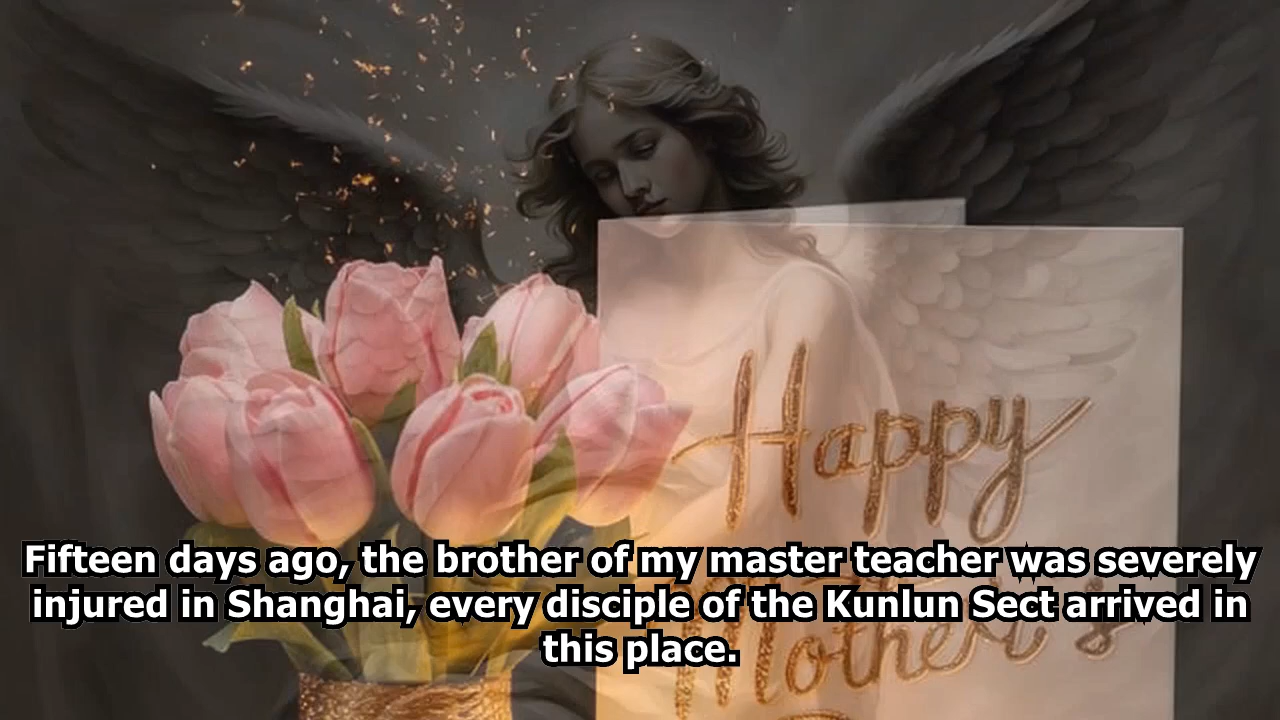 Happy
Mother's
Fifteen days ago, the brother of my master teacher was severely
injured in Shanghai, every disciple of the Kunlun Sect arrived in
this place.